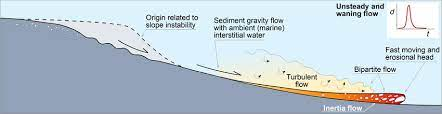 Unsteady and
waning flow
d
t
Origin related to
slope instability
Sediment gravity flow
with ambient (marine)
interstitial water
Fast moving and
erosional head
Bipartite flow
Turbulent
flow
Inertia flow